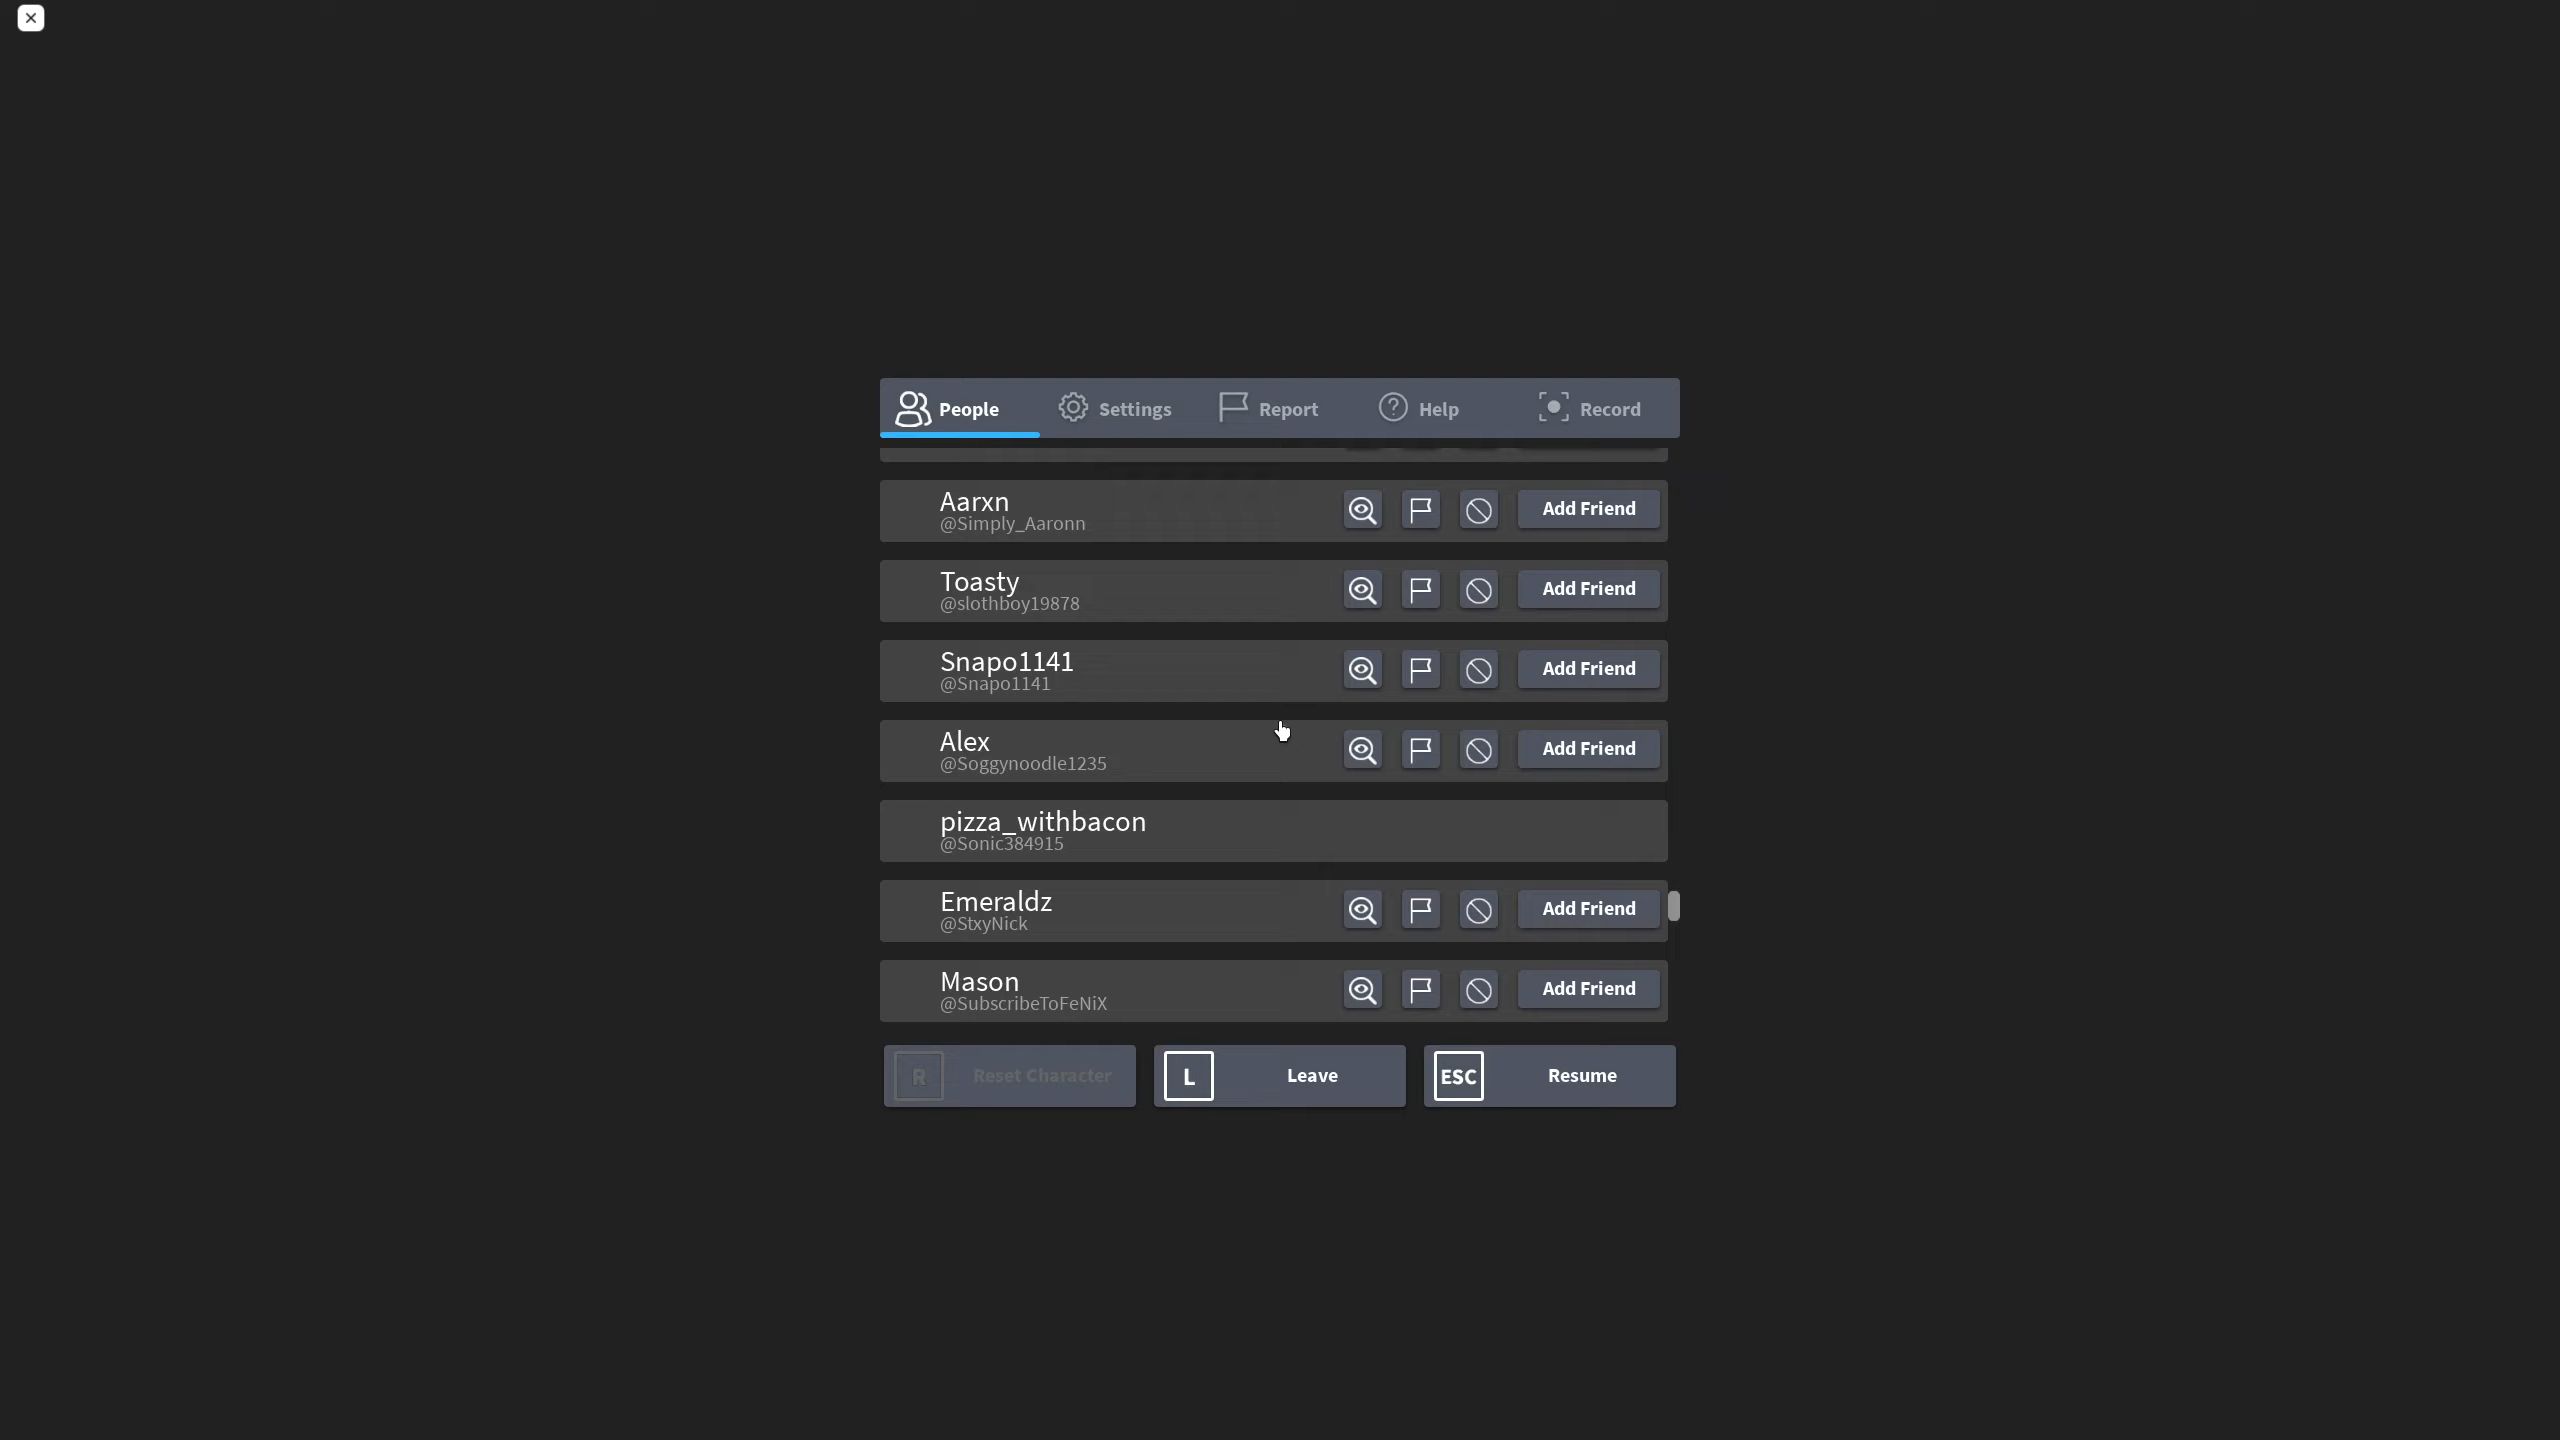 People Settings Report Help Record
Aarxn
@Simply_Aaronn
Add Friend
Toasty
@slothboy19878
Add Friend
Snapo1141
@Snapo1141
Add Friend
Alex
@Soggynoodle1235
Add Friend
pizza_withbacon
@Sonic384915
Emeraldz
@StxyNick
Add Friend
Mason
@SubscribeToFeNiX
Add Friend
R Reset Character L Leave ESC Resume